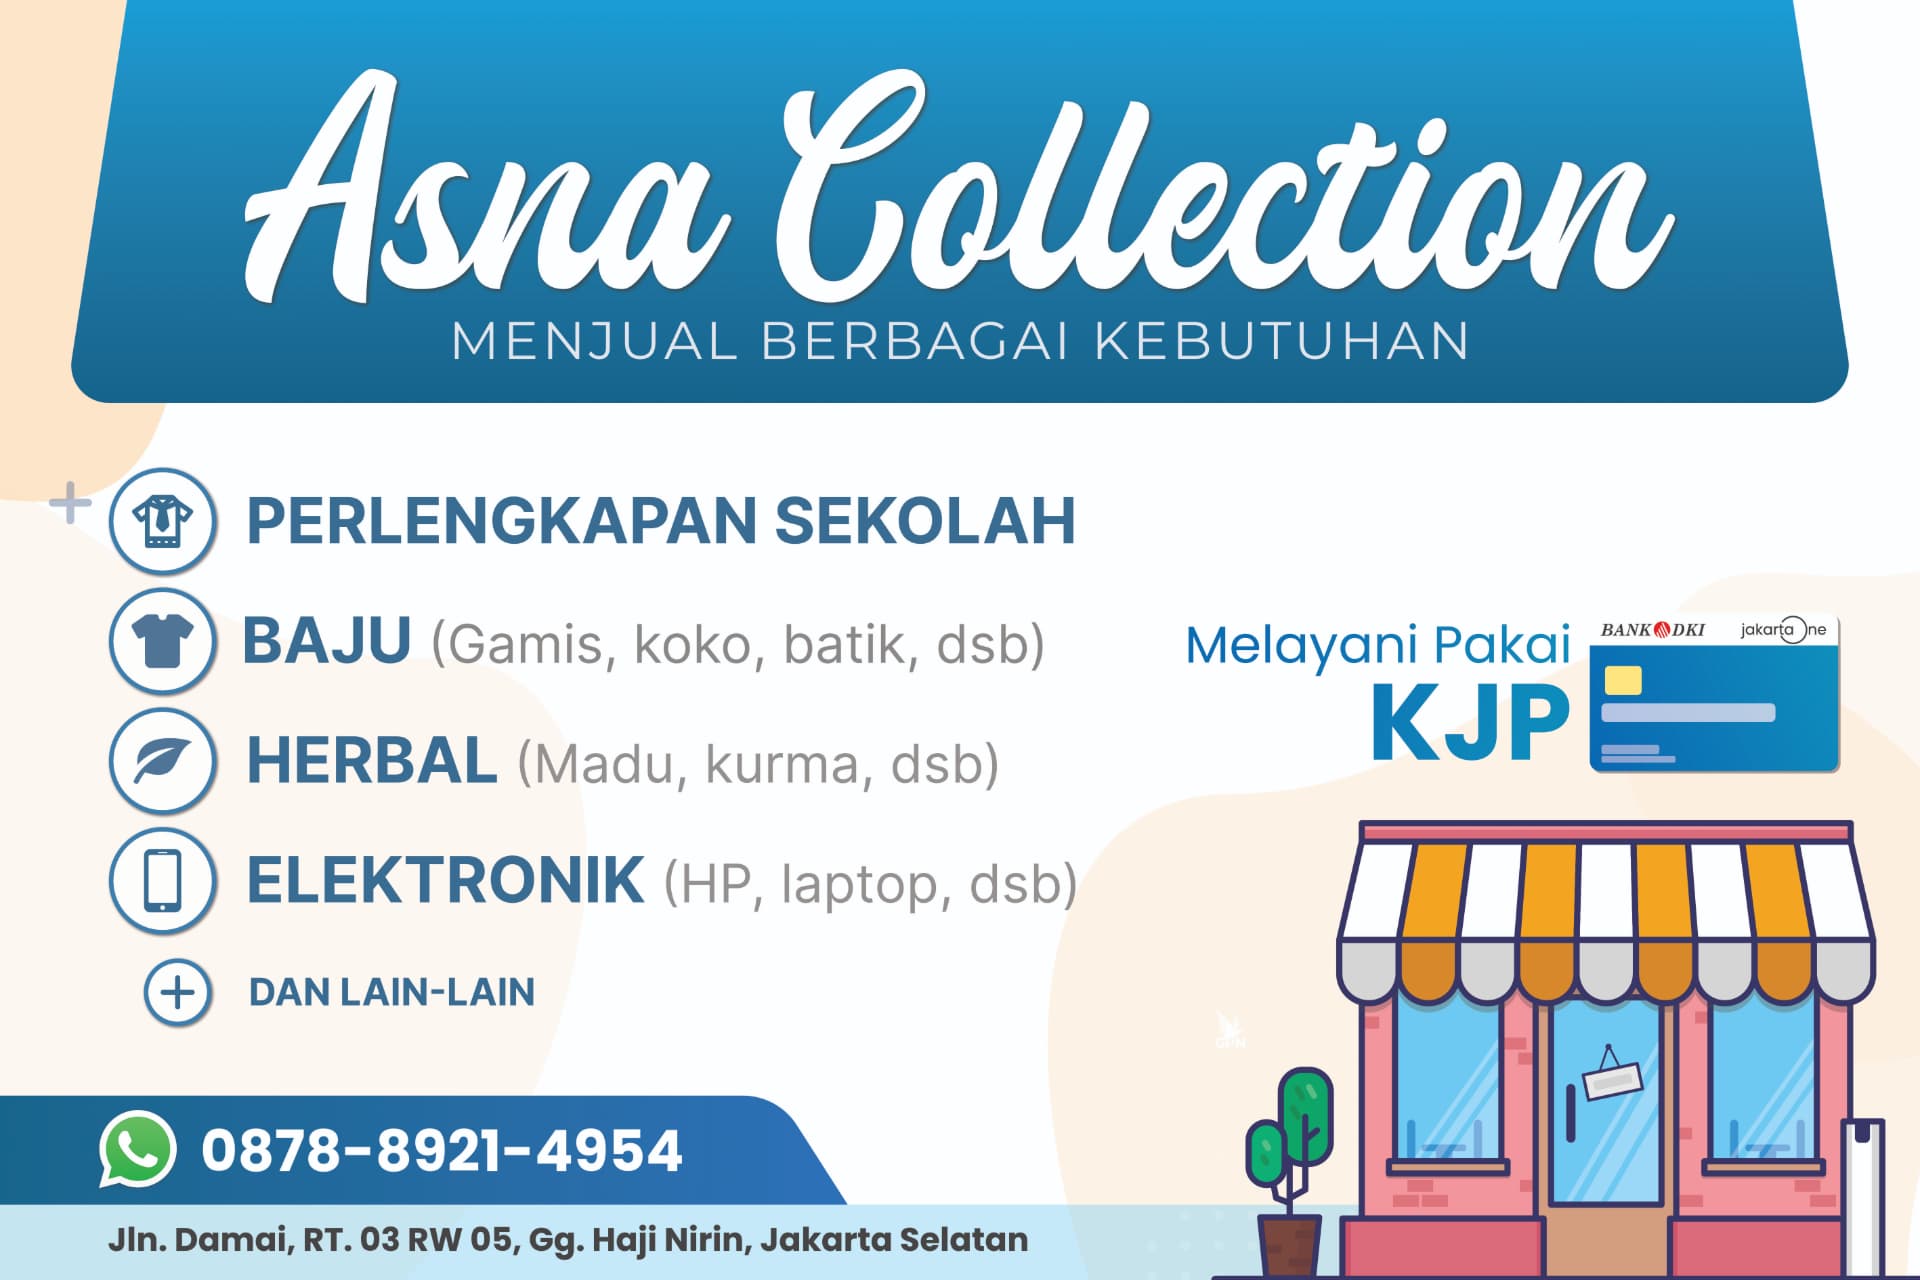 Asna Collection
MENJUAL BERBAGAI KEBUTUHAN
PERLENGKAPAN SEKOLAH
BAJU (Gamis, koko, batik, dsb)
HERBAL (Madu, kurma, dsb)
ELEKTRONIK (HP, laptop, dsb)
DAN LAIN-LAIN
Melayani Pakai
KJP
BANK DKI
jakarta One
GPN
0878-8921-4954
Jln. Damai, RT. 03 RW 05, Gg. Haji Nirin, Jakarta Selatan